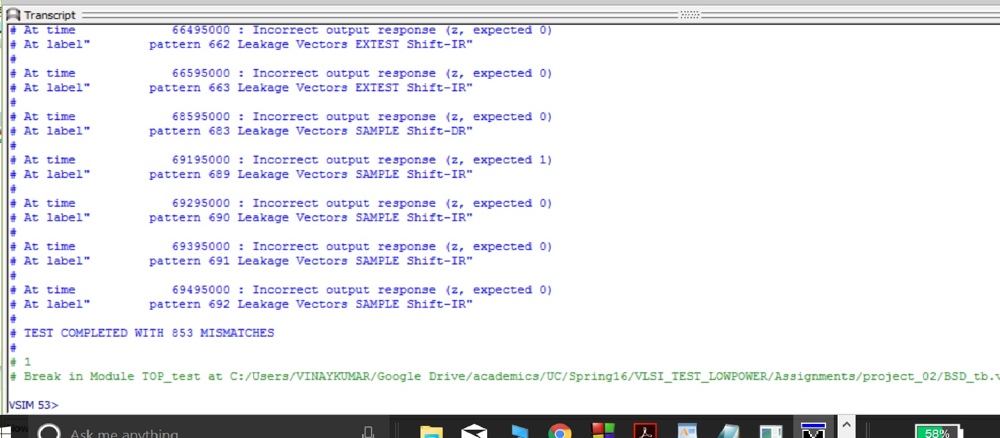 Transcript
# At time 66495000 : Incorrect output response (z, expected 0)
# At label" pattern 662 Leakage Vectors EXTEST Shift-IR"
#
# At time 66595000 : Incorrect output response (z, expected 0)
# At label" pattern 663 Leakage Vectors EXTEST Shift-IR"
#
# At time 68595000 : Incorrect output response (z, expected 0)
# At label" pattern 683 Leakage Vectors SAMPLE Shift-DR"
#
# At time 69195000 : Incorrect output response (z, expected 1)
# At label" pattern 689 Leakage Vectors SAMPLE Shift-IR"
#
# At time 69295000 : Incorrect output response (z, expected 0)
# At label" pattern 690 Leakage Vectors SAMPLE Shift-IR"
#
# At time 69395000 : Incorrect output response (z, expected 0)
# At label" pattern 691 Leakage Vectors SAMPLE Shift-IR"
#
# At time 69495000 : Incorrect output response (z, expected 0)
# At label" pattern 692 Leakage Vectors SAMPLE Shift-IR"
#
# TEST COMPLETED WITH 853 MISMATCHES
#
# 1
# Break in Module TOP_test at C:/Users/VINAYKUMAR/Google Drive/academics/UC/Spring16/VLSI_TEST_LOWPOWER/Assignments/project_02/BSD_tb.v
VSIM 53>
Ask me anything
58%